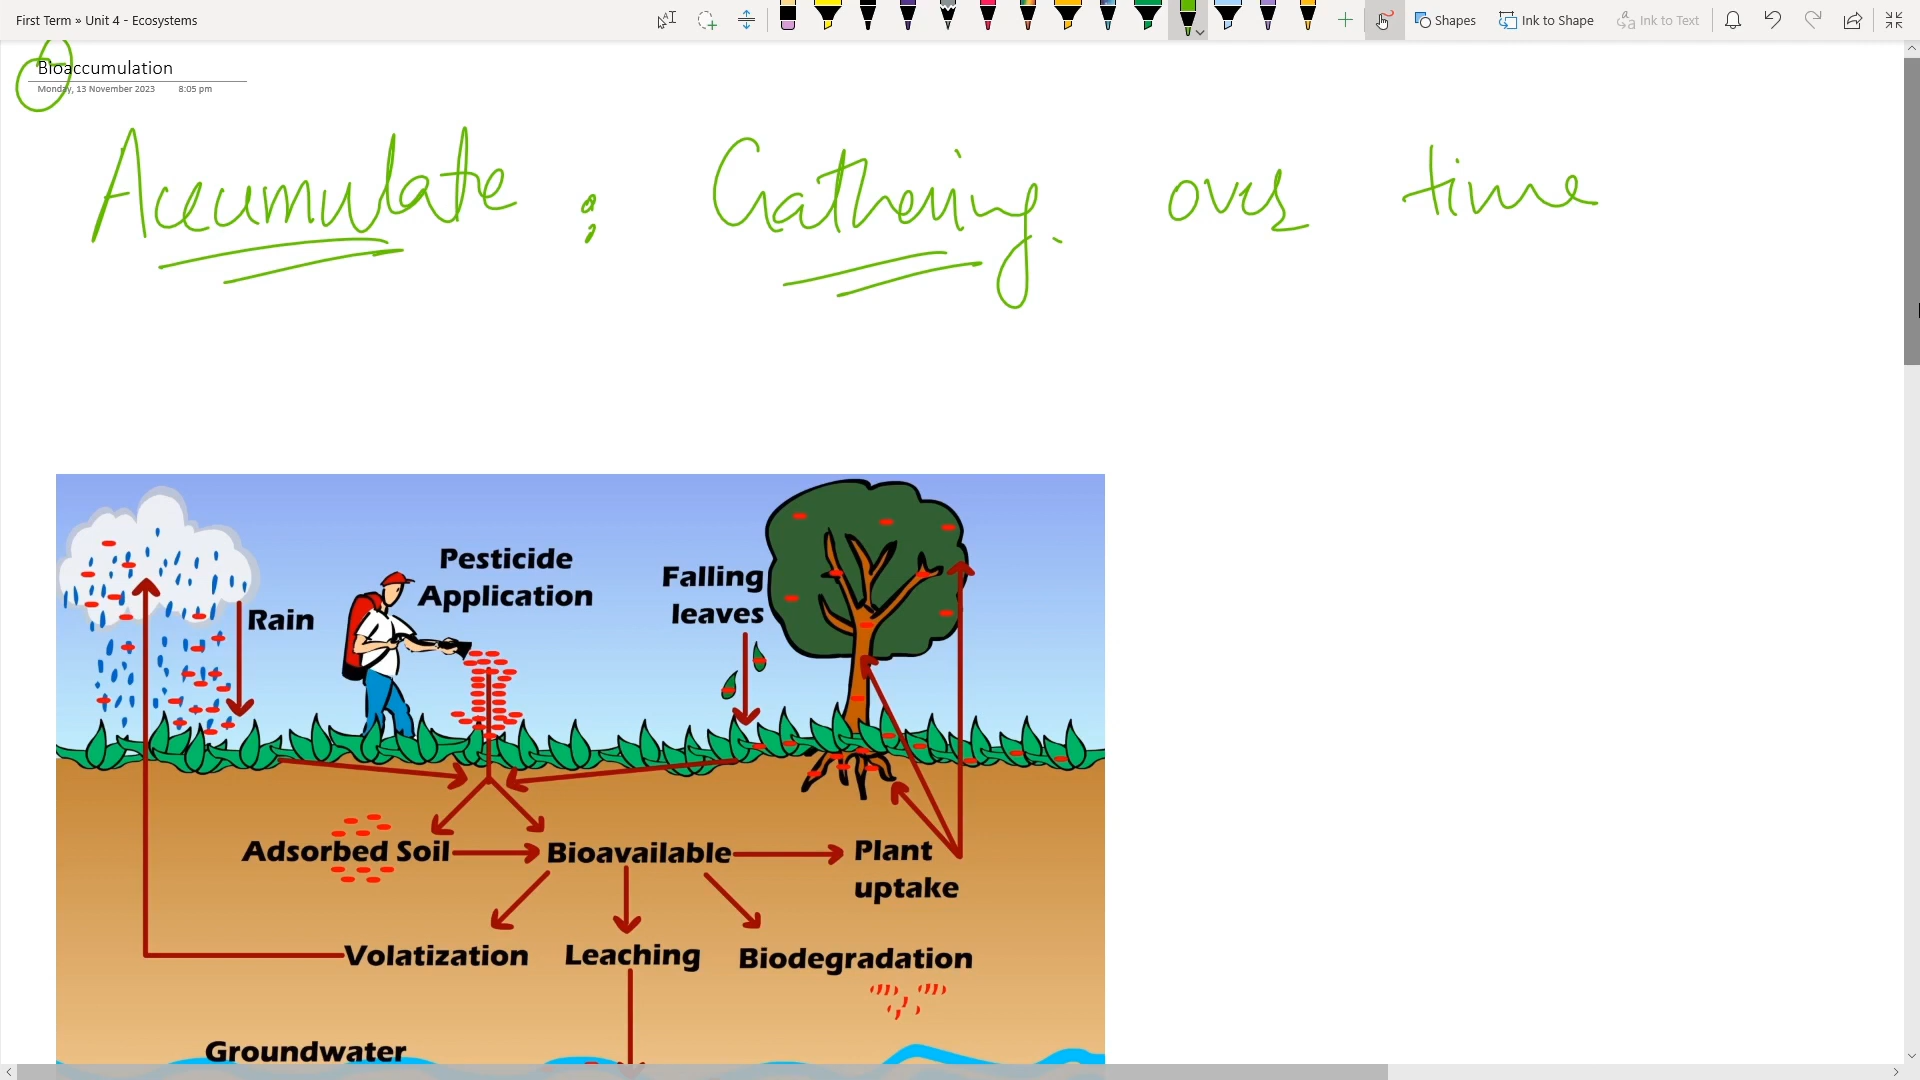 First Term » Unit 4 - Ecosystems
Shapes
Ink to Shape
Ink to Text
Bioaccumulation
Monday, 13 November 2023 8:05 pm
Accumulate : Gathering over time
Pesticide
Application
Falling
leaves
Rain
Adsorbed Soil
Bioavailable
Plant
uptake
Volatization
Leaching
Biodegradation
Groundwater